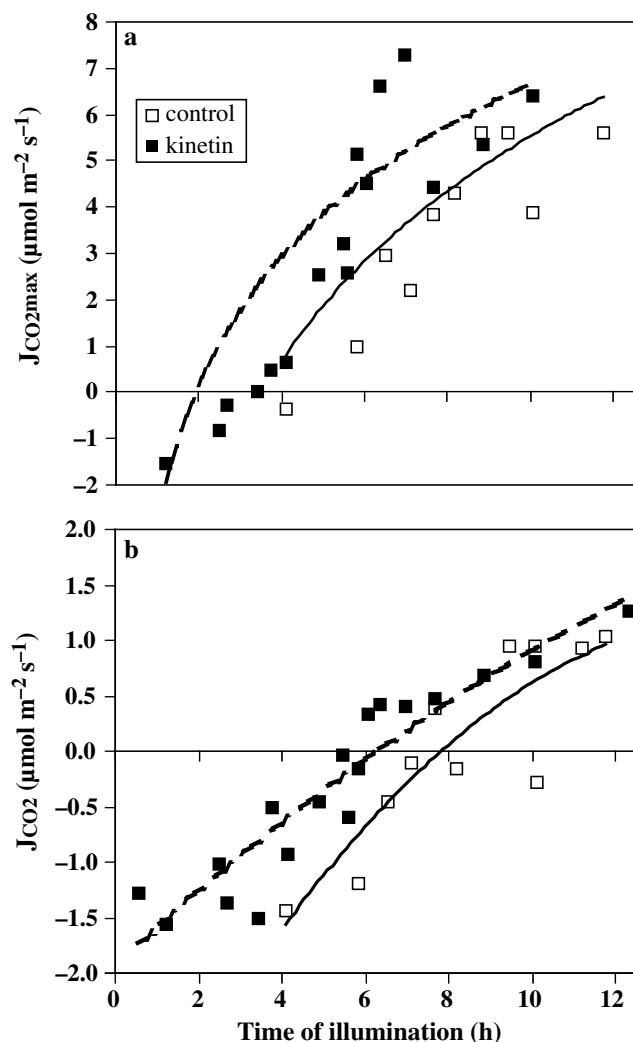 a
8
7
6
5
4
3
2
1
0
−1
−2
□ control
■ kinetin
JCO2max (µmol m−2 s−1)
b
2.0
1.5
1.0
0.5
0.0
−0.5
−1.0
−1.5
−2.0
JCO2 (µmol m−2 s−1)
0 2 4 6 8 10 12
Time of illumination (h)